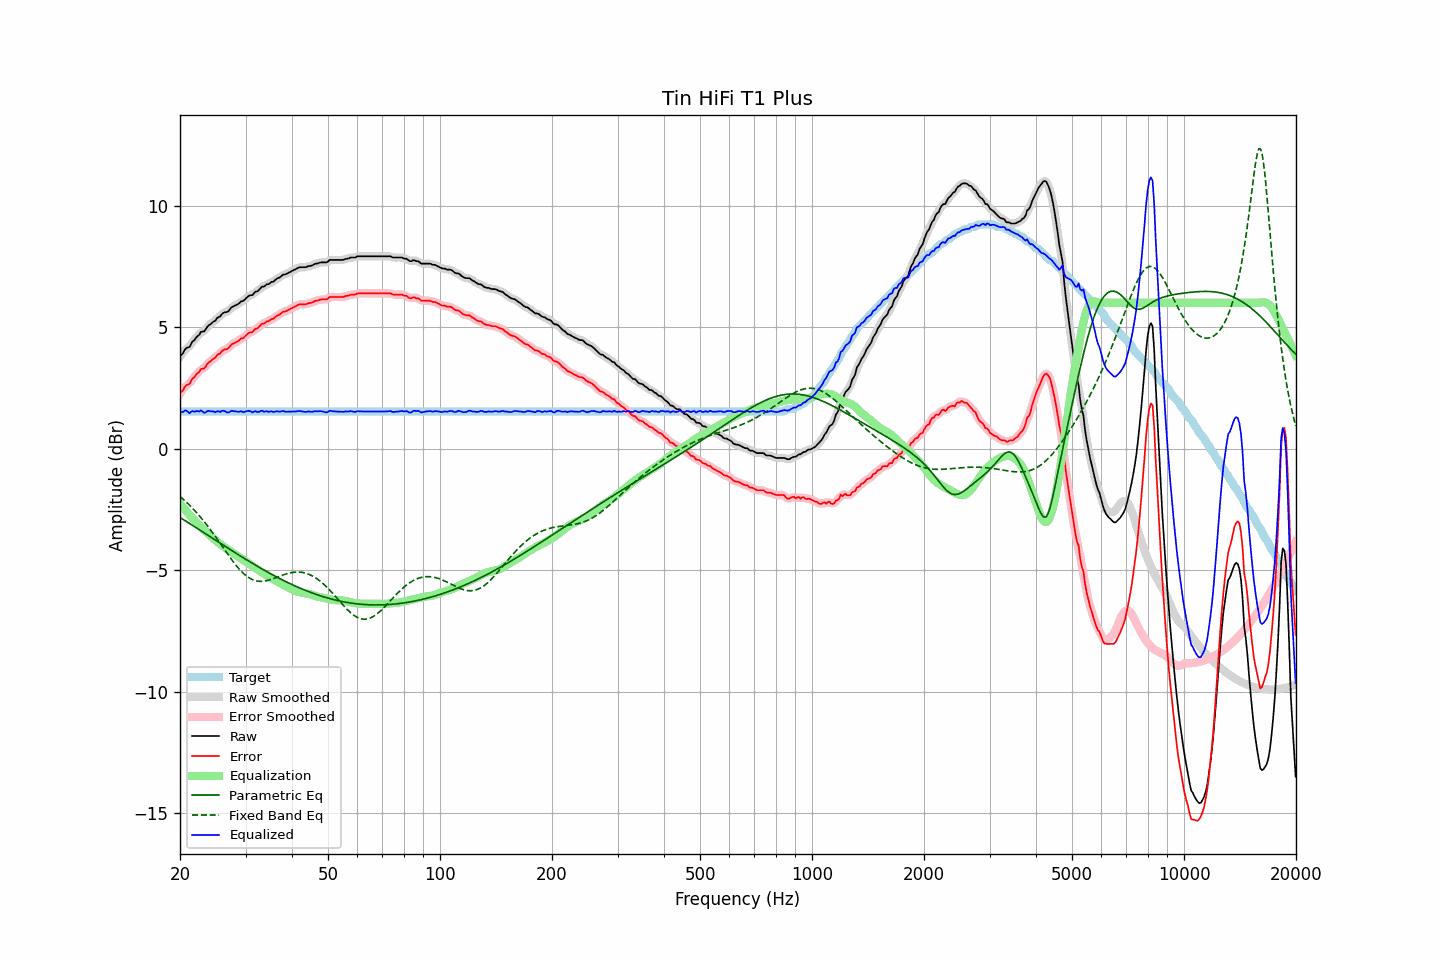 Tin HiFi T1 Plus
Amplitude (dBr)
10
5
0
−5
−10
−15
Target
Raw Smoothed
Error Smoothed
Raw
Error
Equalization
Parametric Eq
Fixed Band Eq
Equalized
20 50 100 200 500 1000 2000 5000 10000 20000
Frequency (Hz)